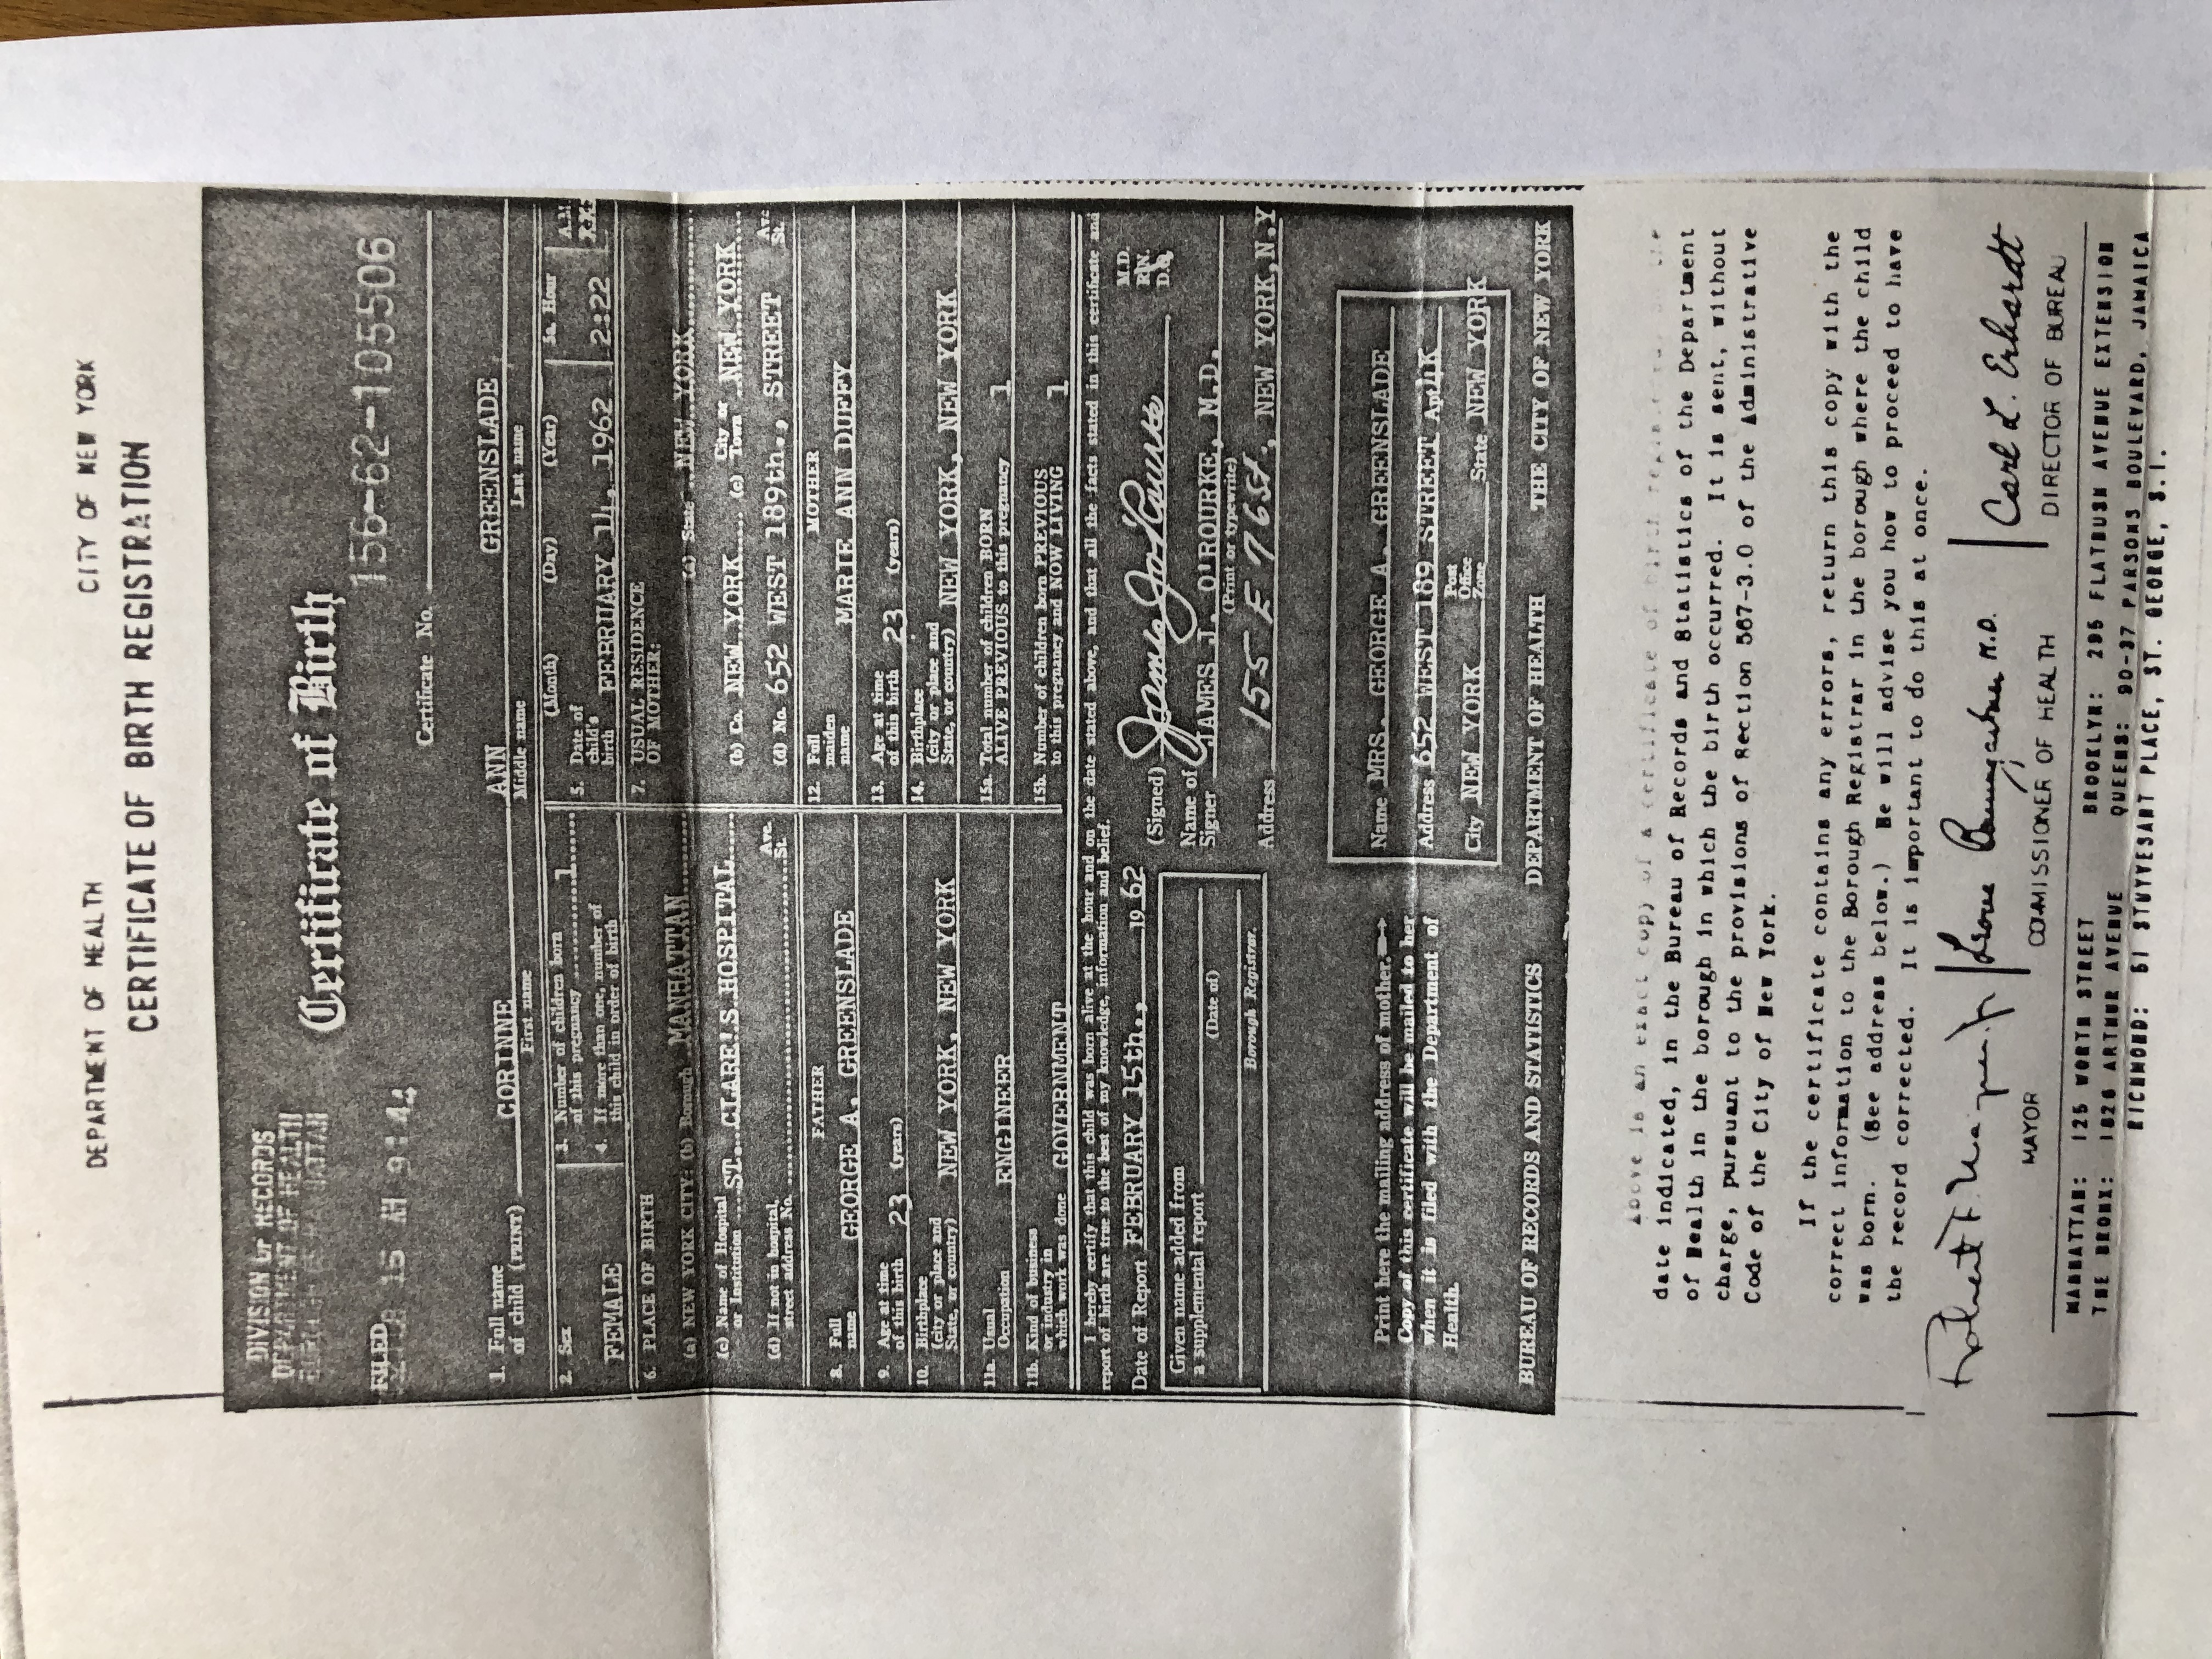 DEPARTMENT OF HEALTH CITY OF NEW YORK
CERTIFICATE OF BIRTH REGISTRATION
DIVISION OF RECORDS
DEPARTMENT OF HEALTH
BOROUGH OF MANHATTAN
Certificate of Birth
FILED
15 AM 9:44
156-62-105506
Certificate No.
1. Full name of child (PRINT) CORINNE ANN GREENSLADE
First name Middle name Last name
2. Sex
FEMALE
3. Number of children born of this pregnancy 1
4. If more than one, number of this child in order of birth
5. Date of child's birth (Month) (Day) (Year) 5a. Hour A.M.
FEBRUARY 14, 1962 2:22
6. PLACE OF BIRTH
(a) NEW YORK CITY: (b) Borough MANHATTAN
(c) Name of Hospital or Institution ST. CLARE'S HOSPITAL
(d) If not in hospital, street address No. Ave. St.
7. USUAL RESIDENCE OF MOTHER:
(a) State NEW YORK
(b) Co. NEW YORK (c) City or Town NEW YORK
(d) No. 652 WEST 189th., STREET Ave St.
FATHER
8. Full name GEORGE A. GREENSLADE
9. Age at time of this birth 23 (years)
10. Birthplace (city or place and State, or country) NEW YORK, NEW YORK
11a. Usual Occupation ENGINEER
11b. Kind of business or industry in which work was done GOVERNMENT
MOTHER
12. Full maiden name MARIE ANN DUFFY
13. Age at time of this birth 23 (years)
14. Birthplace (city or place and State, or country) NEW YORK, NEW YORK
15a. Total number of children BORN ALIVE PREVIOUS to this pregnancy 1
15b. Number of children born PREVIOUS to this pregnancy and NOW LIVING 1
I hereby certify that this child was born alive at the hour and on the date stated above, and that all the facts stated in this certificate and
report of birth are true to the best of my knowledge, information and belief.
Date of Report FEBRUARY 15th., 19 62
(Signed) James J. O'Rourke M.D. R.N. D.O.
Given name added from
a supplemental report
(Date of)
Borough Registrar.
Name of Signer JAMES J. O'ROURKE, M.D.
(Print or typewrite)
Address 155 E 76 St., NEW YORK, N.Y
Print here the mailing address of mother.
Copy of this certificate will be mailed to her
when it is filed with the Department of
Health.
Name MRS. GEORGE A. GREENSLADE
Address 652 WEST 189 STREET Apt 4K
City NEW YORK Post Office Zone State NEW YORK
BUREAU OF RECORDS AND STATISTICS DEPARTMENT OF HEALTH THE CITY OF NEW YORK
Above is an exact copy of a certificate of birth registered, on the
date indicated, in the Bureau of Records and Statistics of the Department
of Health in the borough in which the birth occurred. It is sent, without
charge, pursuant to the provisions of Section 567-3.0 of the Administrative
Code of the City of New York.
If the certificate contains any errors, return this copy with the
correct information to the Borough Registrar in the borough where the child
was born. (See address below.) He will advise you how to proceed to have
the record corrected. It is important to do this at once.
Robert F. Wagner Jr Leona Baumgartner M.D. Carl L. Erhardt
MAYOR COMMISSIONER OF HEALTH DIRECTOR OF BUREAU
MANHATTAN: 125 WORTH STREET BROOKLYN: 295 FLATBUSH AVENUE EXTENSION
THE BRONX: 1826 ARTHUR AVENUE QUEENS: 90-37 PARSONS BOULEVARD, JAMAICA
RICHMOND: 51 STUYVESANT PLACE, ST. GEORGE, S.I.